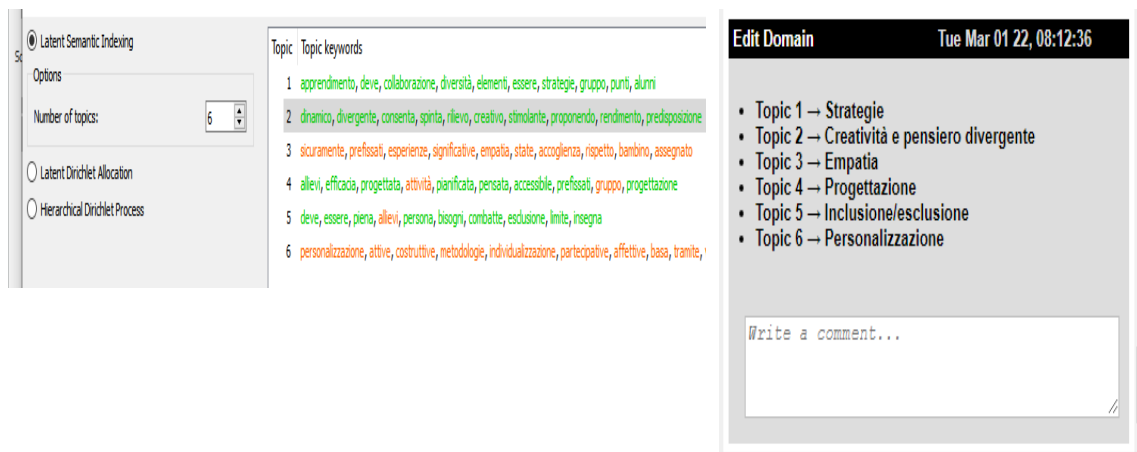 Latent Semantic Indexing
Options
Number of topics:
6
Latent Dirichlet Allocation
Hierarchical Dirichlet Process
Topic Topic keywords
1 apprendimento, deve, collaborazione, diversità, elementi, essere, strategie, gruppo, punti, alunni
2 dinamico, divergente, consenta, spinta, rilievo, creativo, stimolante, proponendo, rendimento, predisposizione
3 sicuramente, prefissati, esperienze, significative, empatia, state, accoglienza, rispetto, bambino, assegnato
4 allievi, efficacia, progettata, attività, pianificata, pensata, accessibile, prefissati, gruppo, progettazione
5 deve, essere, piena, allievi, persona, bisogni, combatte, esclusione, limite, insegna
6 personalizzazione, attive, costruttive, metodologie, individualizzazione, partecipative, affettive, basa, tramite,
Edit Domain Tue Mar 01 22, 08:12:36
• Topic 1 → Strategie
• Topic 2 → Creatività e pensiero divergente
• Topic 3 → Empatia
• Topic 4 → Progettazione
• Topic 5 → Inclusione/esclusione
• Topic 6 → Personalizzazione
Write a comment...